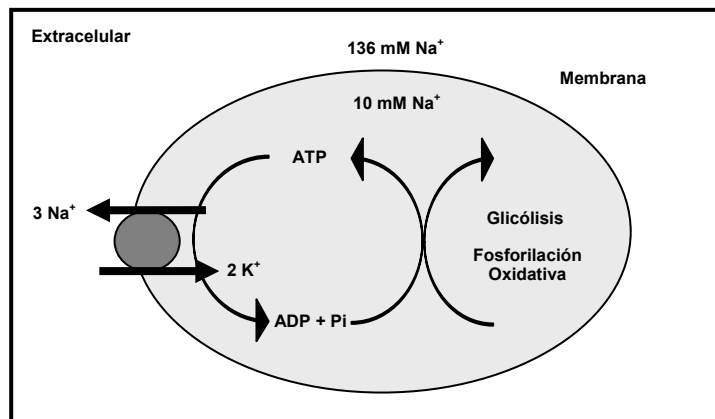 Extracelular
136 mM Na⁺
Membrana
10 mM Na⁺
ATP
3 Na⁺
Glicólisis
Fosforilación
Oxidativa
2 K⁺
ADP + Pi